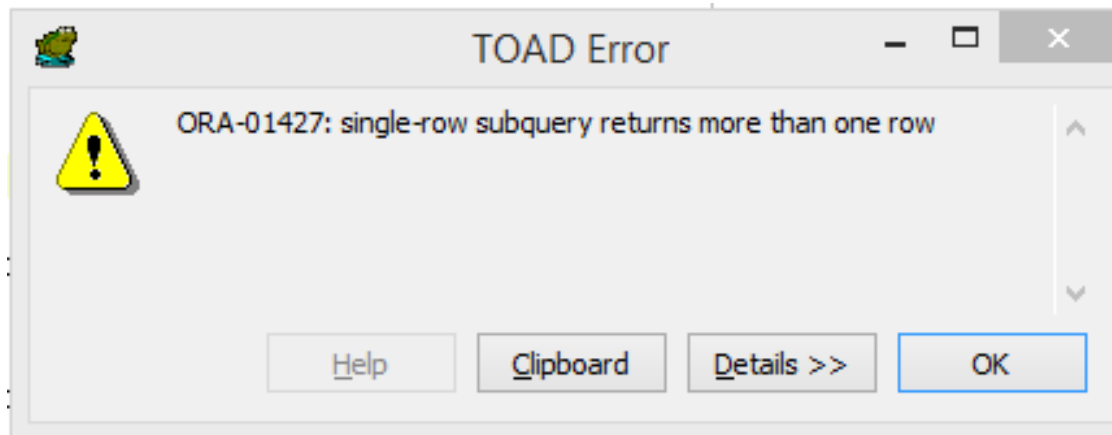 TOAD Error
ORA-01427: single-row subquery returns more than one row
Help
Clipboard
Details >>
OK